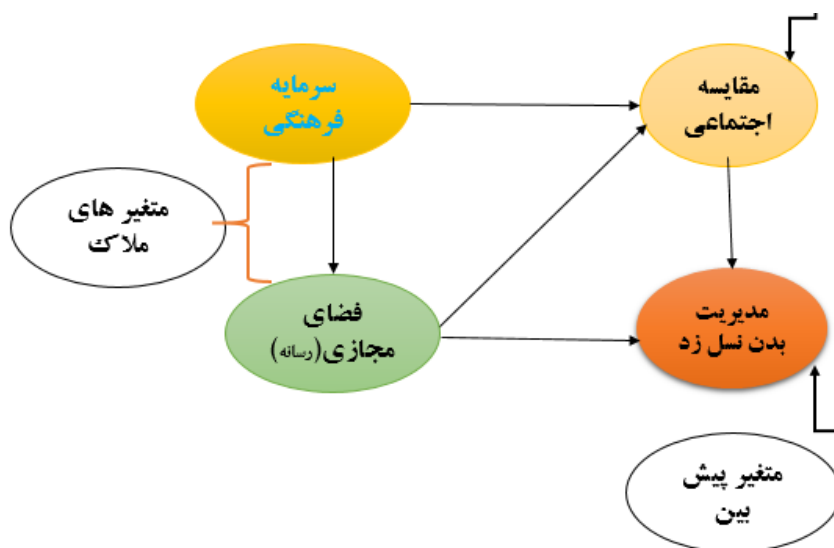 سرمایه
فرهنگی
مقایسه
اجتماعی
متغیر های
ملاک
فضای
مجازی(رسانه)
مدیریت
بدن نسل زد
متغیر پیش
بین